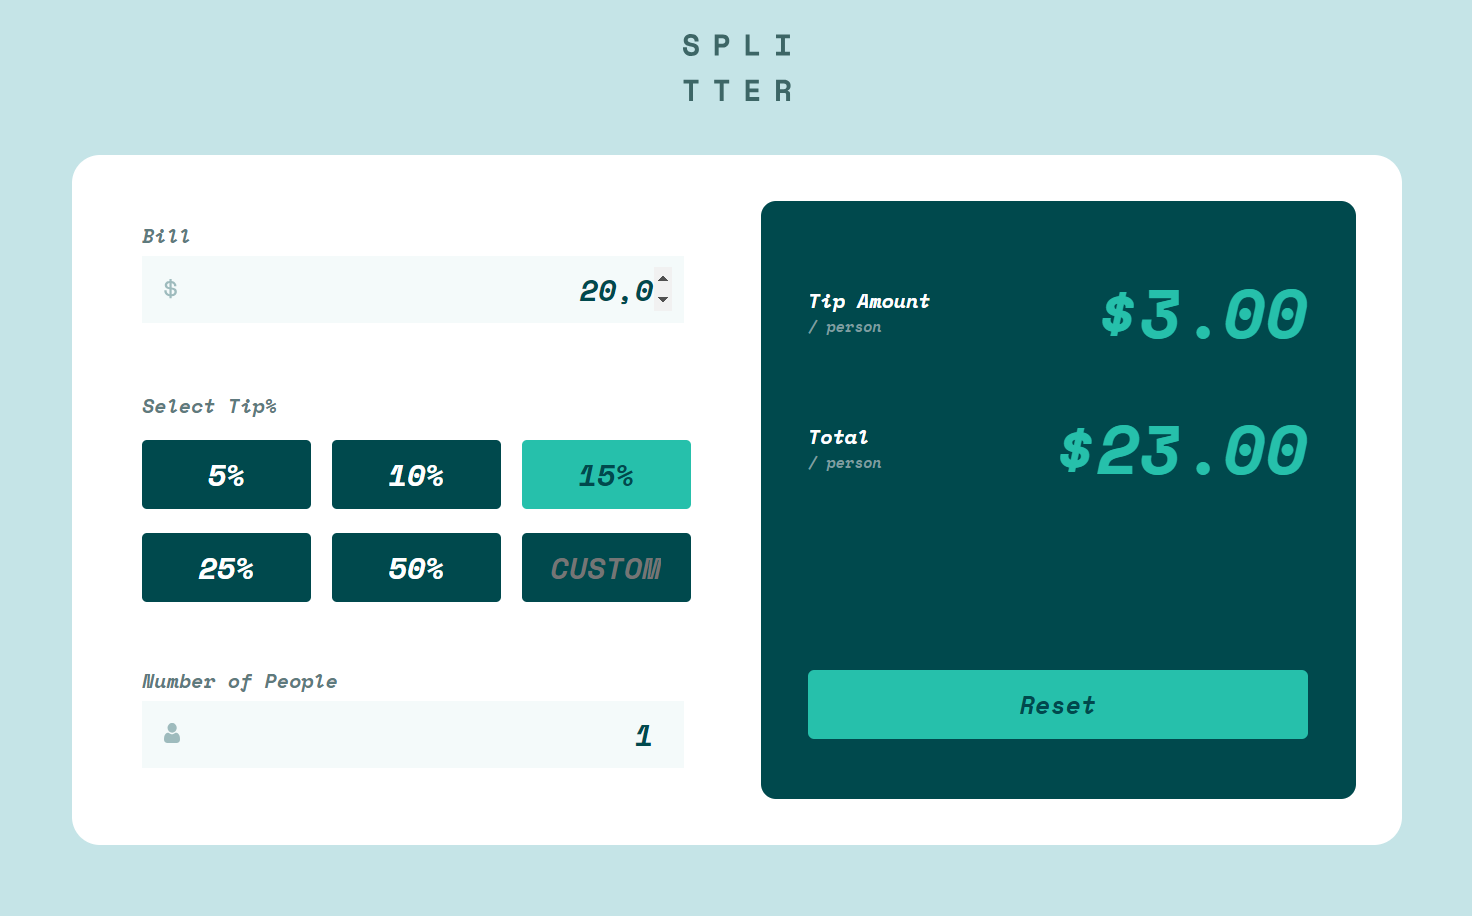 SPLI
TTER
Bill
$ 20,0
Select Tip%
5% 10% 15%
25% 50% CUSTOM
Number of People
1
Tip Amount
/ person
$3.00
Total
/ person
$23.00
Reset